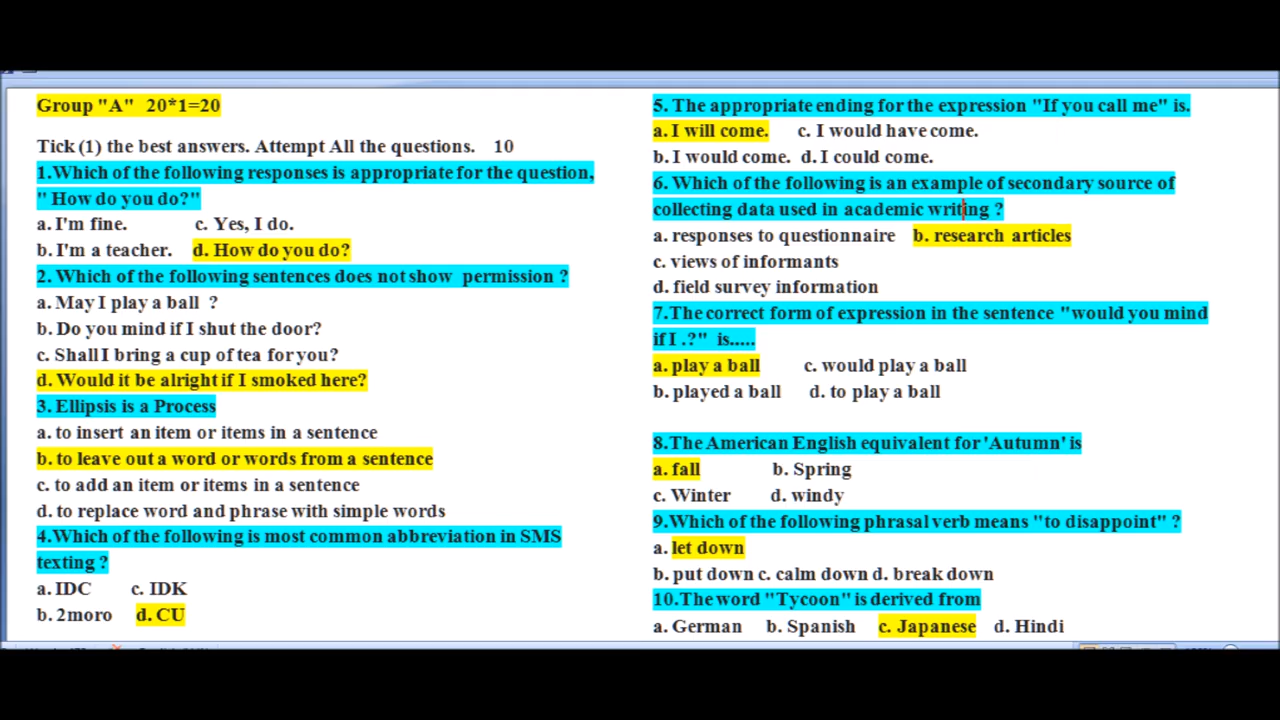 Group "A" 20*1=20
Tick (1) the best answers. Attempt All the questions. 10
1.Which of the following responses is appropriate for the question,
" How do you do?"
a. I'm fine. c. Yes, I do.
b. I'm a teacher. d. How do you do?
2. Which of the following sentences does not show permission ?
a. May I play a ball ?
b. Do you mind if I shut the door?
c. Shall I bring a cup of tea for you?
d. Would it be alright if I smoked here?
3. Ellipsis is a Process
a. to insert an item or items in a sentence
b. to leave out a word or words from a sentence
c. to add an item or items in a sentence
d. to replace word and phrase with simple words
4.Which of the following is most common abbreviation in SMS
texting ?
a. IDC c. IDK
b. 2moro d. CU
5. The appropriate ending for the expression "If you call me" is.
a. I will come. c. I would have come.
b. I would come. d. I could come.
6. Which of the following is an example of secondary source of
collecting data used in academic writing ?
a. responses to questionnaire b. research articles
c. views of informants
d. field survey information
7.The correct form of expression in the sentence "would you mind
if I .?" is.....
a. play a ball c. would play a ball
b. played a ball d. to play a ball
8.The American English equivalent for 'Autumn' is
a. fall b. Spring
c. Winter d. windy
9.Which of the following phrasal verb means "to disappoint" ?
a. let down
b. put down c. calm down d. break down
10.The word "Tycoon" is derived from
a. German b. Spanish c. Japanese d. Hindi